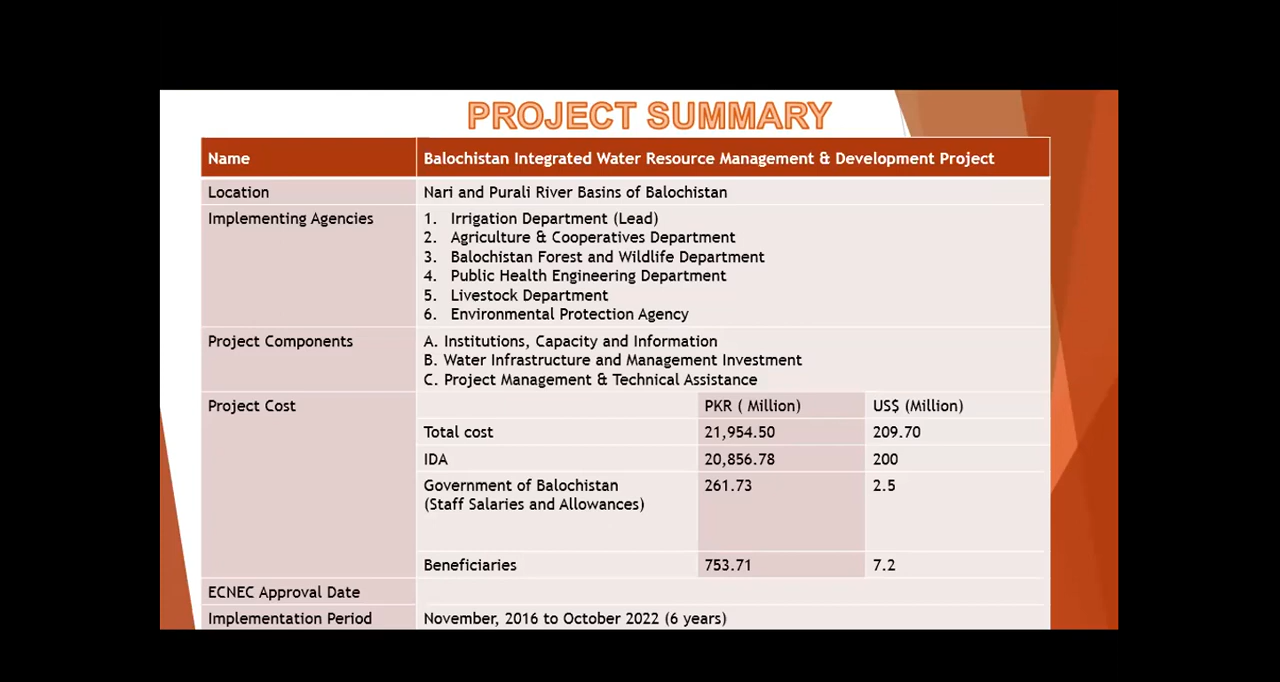 PROJECT SUMMARY
Name Balochistan Integrated Water Resource Management & Development Project
Location Nari and Purali River Basins of Balochistan
Implementing Agencies 1. Irrigation Department (Lead)
2. Agriculture & Cooperatives Department
3. Balochistan Forest and Wildlife Department
4. Public Health Engineering Department
5. Livestock Department
6. Environmental Protection Agency
Project Components A. Institutions, Capacity and Information
B. Water Infrastructure and Management Investment
C. Project Management & Technical Assistance
Project Cost PKR ( Million) US$ (Million)
Total cost 21,954.50 209.70
IDA 20,856.78 200
Government of Balochistan 261.73 2.5
(Staff Salaries and Allowances)
Beneficiaries 753.71 7.2
ECNEC Approval Date
Implementation Period November, 2016 to October 2022 (6 years)